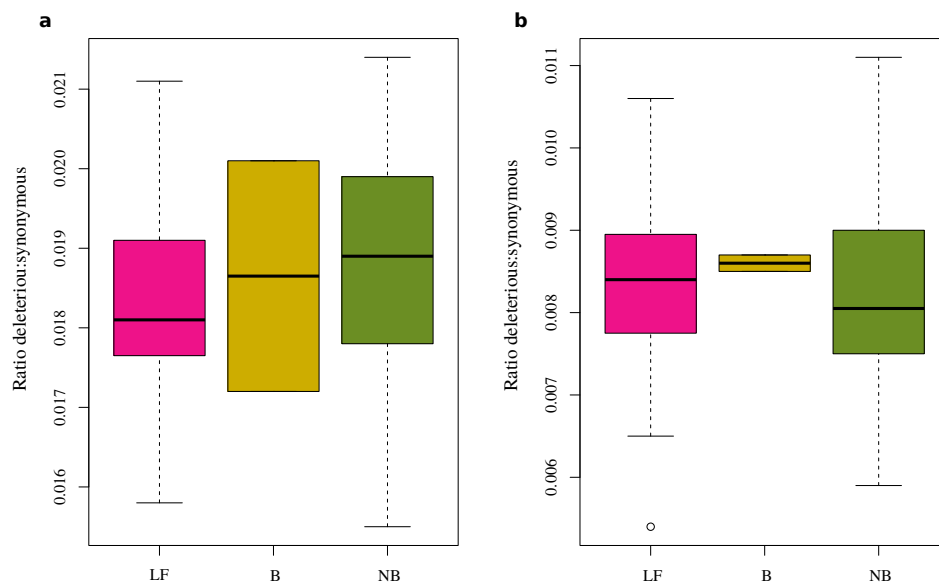 a
Ratio deleteriou:synonymous
0.021
0.020
0.019
0.018
0.017
0.016
LF
B
NB
b
Ratio deleterious:synonymous
0.011
0.010
0.009
0.008
0.007
0.006
LF
B
NB